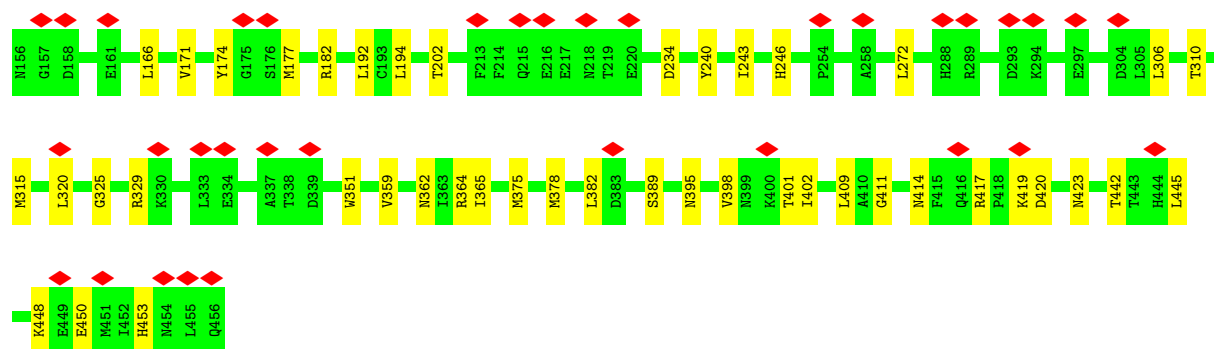 N156 G157 D158 E161 L166 V171 Y174 G175 S176 M177 R182 L192 C193 L194 T202 F213 F214 Q215 E216 E217 N218 T219 E220 D234 Y240 I243 H246 P254 A258 L272 H288 R289 D293 K294 E297 D304 L305 L306 T310
M315 L320 G325 R329 K330 L333 E334 A337 T338 D339 W351 V359 N362 I363 R364 I365 M375 M378 L382 D383 S389 N395 V398 N399 K400 T401 I402 L409 A410 G411 N414 F415 Q416 R417 P418 K419 D420 N423 T442 T443 H444 L445
K448 E449 E450 M451 I452 H453 N454 L455 Q456